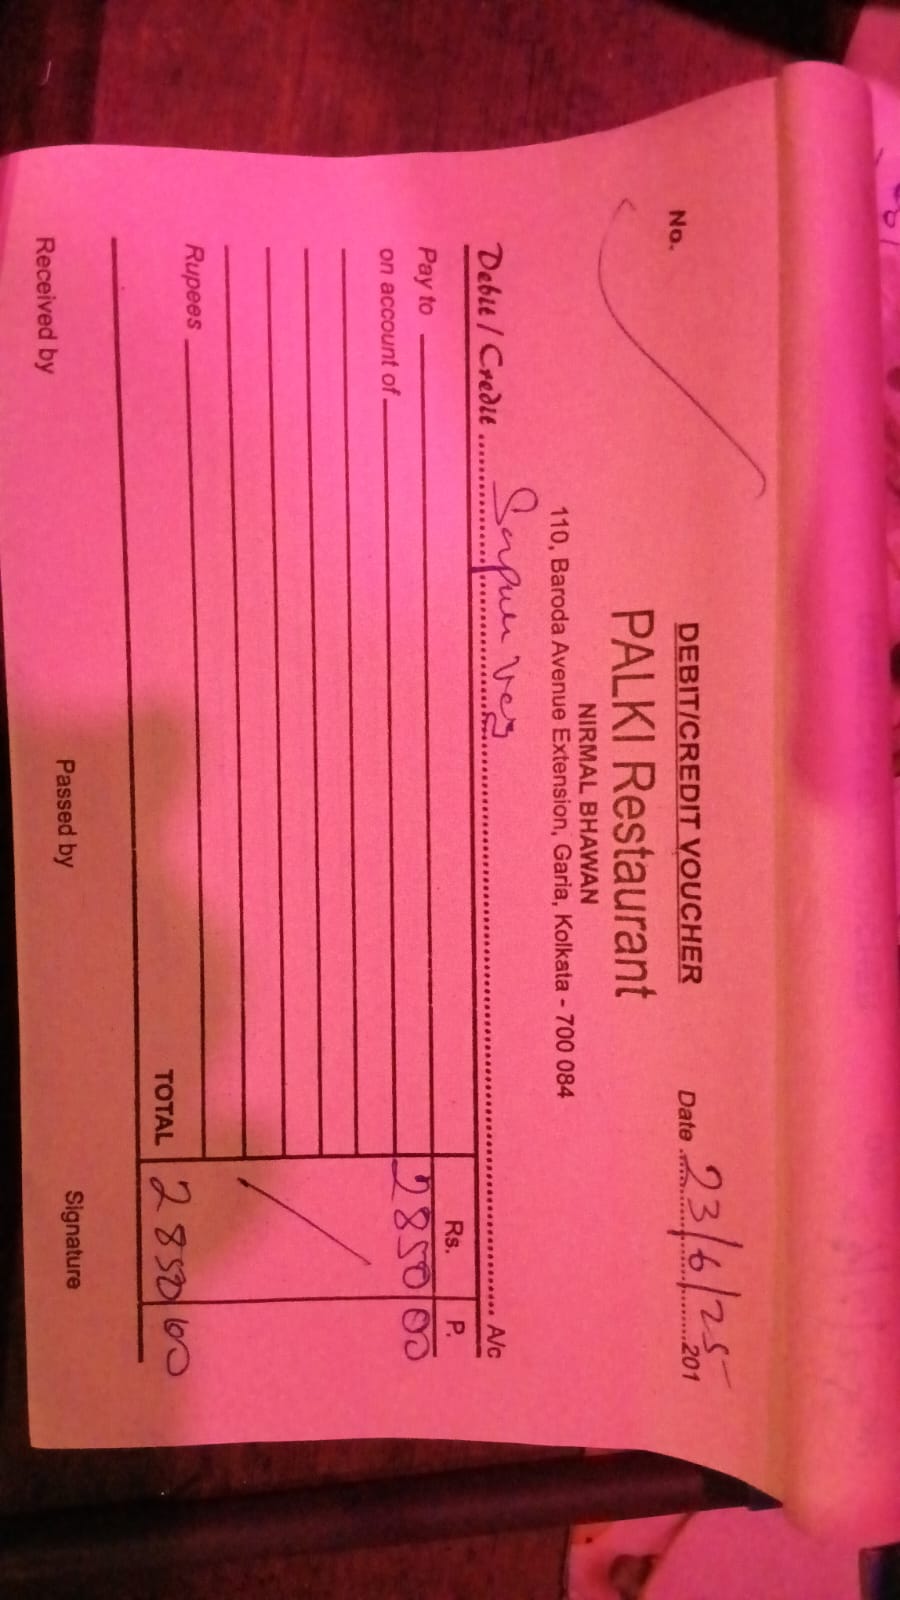 No.
DEBIT/CREDIT VOUCHER
Date 23/6/25 201
PALKI Restaurant
NIRMAL BHAWAN
110, Baroda Avenue Extension, Garia, Kolkata - 700 084
Debit / Credit A/c
Pay to
Rs. P.
on account of
2850 00
Rupees
TOTAL 2850 00
Received by Passed by Signature